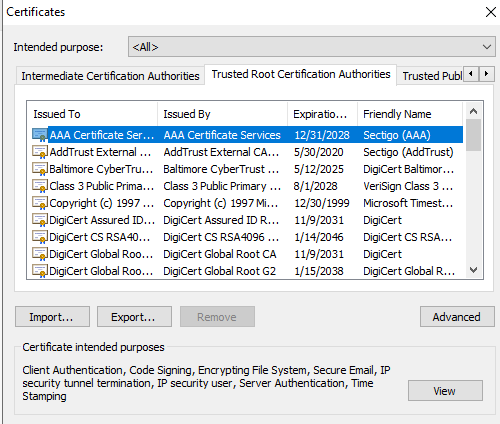 Certificates
Intended purpose: <All>
Intermediate Certification Authorities Trusted Root Certification Authorities Trusted Publ
Issued To Issued By Expiratio... Friendly Name
AAA Certificate Ser... AAA Certificate Services 12/31/2028 Sectigo (AAA)
AddTrust External ... AddTrust External CA... 5/30/2020 Sectigo (AddTrust)
Baltimore CyberTrust ... Baltimore CyberTrust ... 5/12/2025 DigiCert Baltimor...
Class 3 Public Prima... Class 3 Public Primary ... 8/1/2028 VeriSign Class 3 ...
Copyright (c) 1997 ... Copyright (c) 1997 Mi... 12/30/1999 Microsoft Timest...
DigiCert Assured ID ... DigiCert Assured ID R... 11/9/2031 DigiCert
DigiCert CS RSA40... DigiCert CS RSA4096 ... 1/14/2046 DigiCert CS RSA...
DigiCert Global Roo... DigiCert Global Root CA 11/9/2031 DigiCert
DigiCert Global Roo... DigiCert Global Root G2 1/15/2038 DigiCert Global R...
Import... Export... Remove Advanced
Certificate intended purposes
Client Authentication, Code Signing, Encrypting File System, Secure Email, IP
security tunnel termination, IP security user, Server Authentication, Time
Stamping
View